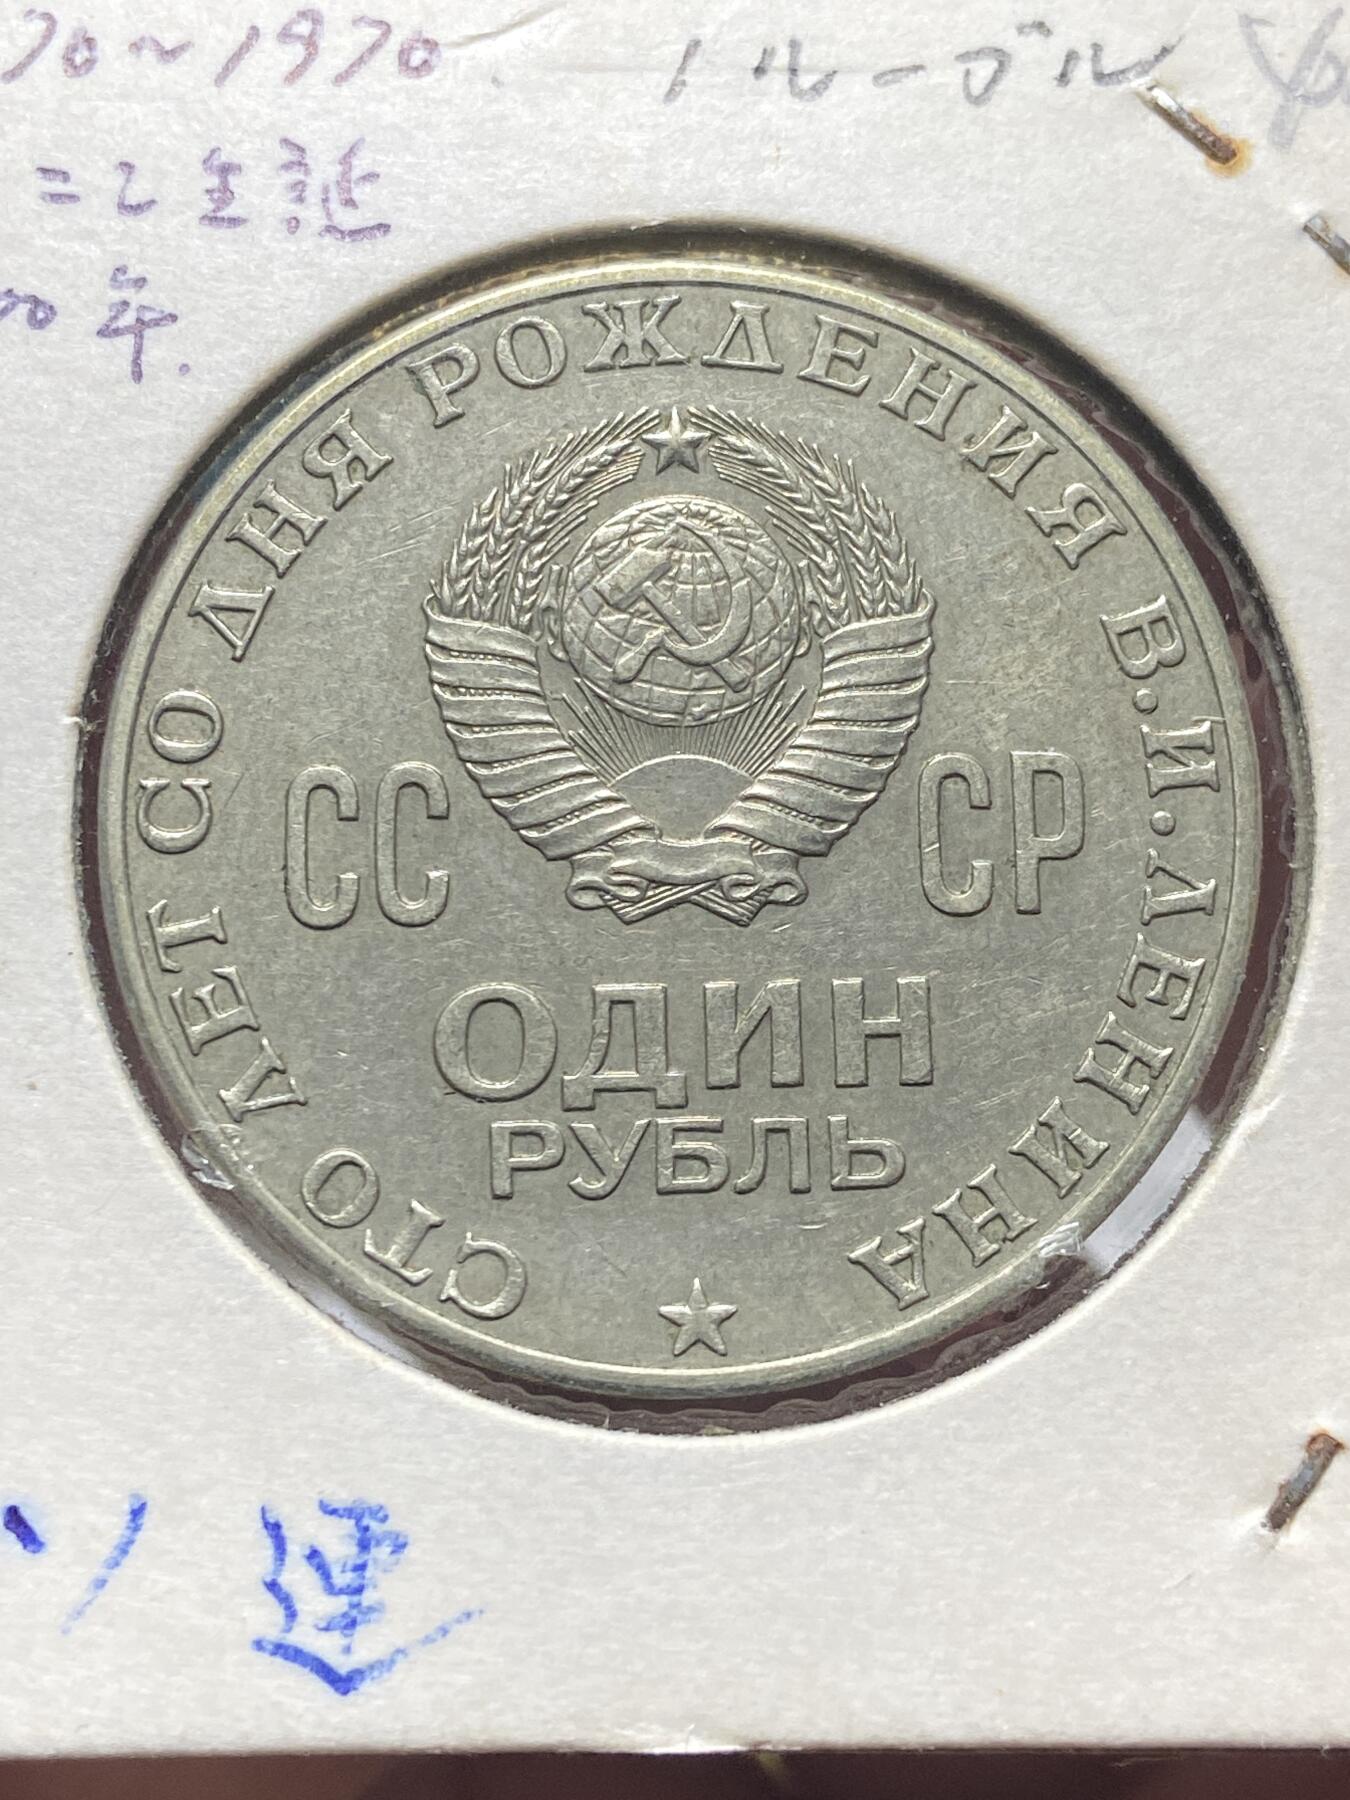 70~1970. 1ルーブル
ニン生誕
00年.
СТО ЛЕТ СО ДНЯ РОЖДЕНИЯ В.И.ЛЕНИНА
СС СР
ОДИН
РУБЛЬ
ソ連